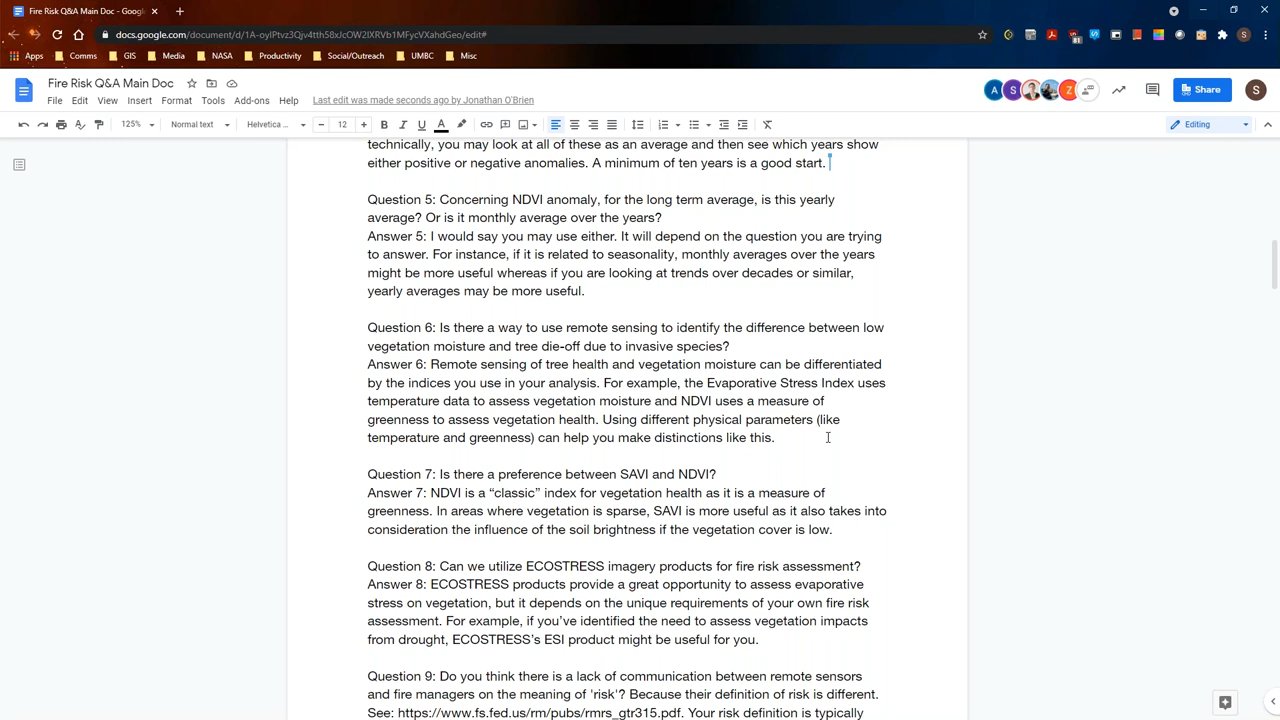 Fire Risk Q&A Main Doc - Googl
docs.google.com/document/d/
Apps Comms GIS Media NASA Productivity Social/Outreach UMBC Misc
Fire Risk Q&A Main Doc
File Edit View Insert Format Tools Add-ons Help Last edit was made seconds ago by Jonathan O'Brien
A S Z Share S
125% Normal text Helvetica ... 12 Editing
technically, you may look at all of these as an average and then see which years show
either positive or negative anomalies. A minimum of ten years is a good start.
Question 5: Concerning NDVI anomaly, for the long term average, is this yearly
average? Or is it monthly average over the years?
Answer 5: I would say you may use either. It will depend on the question you are trying
to answer. For instance, if it is related to seasonality, monthly averages over the years
might be more useful whereas if you are looking at trends over decades or similar,
yearly averages may be more useful.
Question 6: Is there a way to use remote sensing to identify the difference between low
vegetation moisture and tree die-off due to invasive species?
Answer 6: Remote sensing of tree health and vegetation moisture can be differentiated
by the indices you use in your analysis. For example, the Evaporative Stress Index uses
temperature data to assess vegetation moisture and NDVI uses a measure of
greenness to assess vegetation health. Using different physical parameters (like
temperature and greenness) can help you make distinctions like this.
Question 7: Is there a preference between SAVI and NDVI?
Answer 7: NDVI is a “classic” index for vegetation health as it is a measure of
greenness. In areas where vegetation is sparse, SAVI is more useful as it also takes into
consideration the influence of the soil brightness if the vegetation cover is low.
Question 8: Can we utilize ECOSTRESS imagery products for fire risk assessment?
Answer 8: ECOSTRESS products provide a great opportunity to assess evaporative
stress on vegetation, but it depends on the unique requirements of your own fire risk
assessment. For example, if you’ve identified the need to assess vegetation impacts
from drought, ECOSTRESS’s ESI product might be useful for you.
Question 9: Do you think there is a lack of communication between remote sensors
and fire managers on the meaning of 'risk'? Because their definition of risk is different.
See: https://www.fs.fed.us/rm/pubs/rmrs_gtr315.pdf. Your risk definition is typically